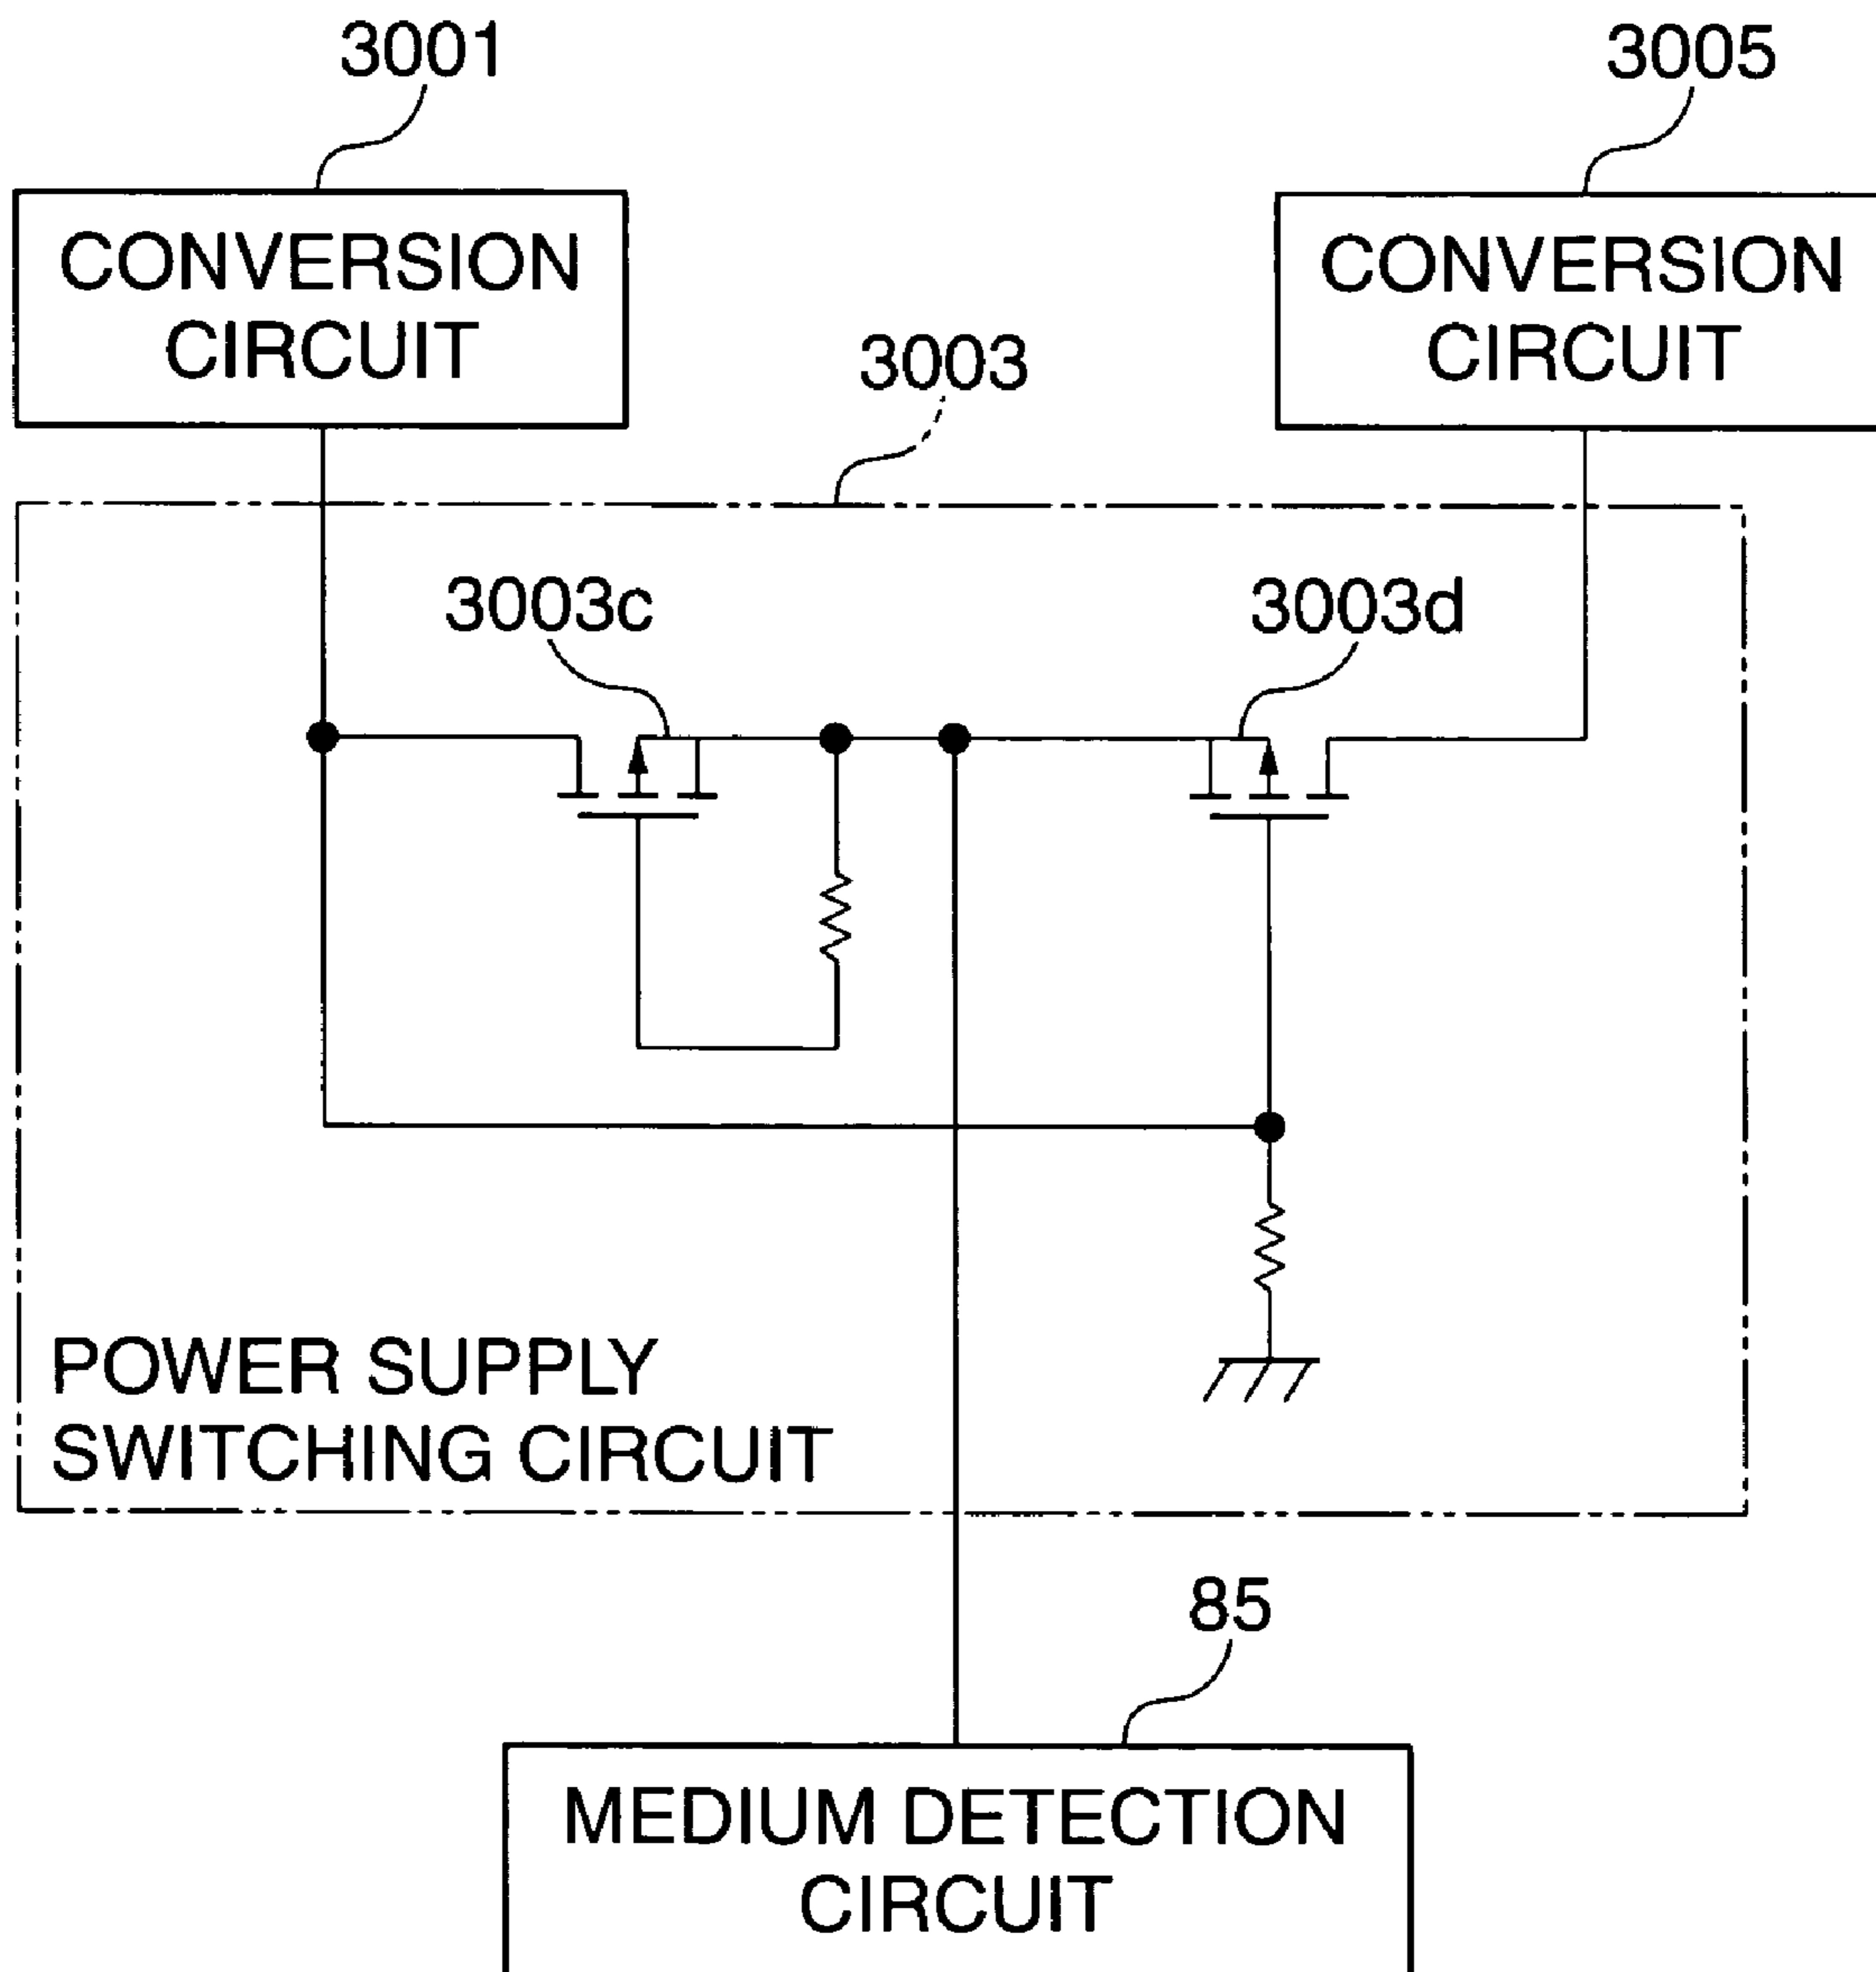 3001
3005
CONVERSION
CIRCUIT
CONVERSION
CIRCUIT
3003
3003c
3003d
POWER SUPPLY
SWITCHING CIRCUIT
85
MEDIUM DETECTION
CIRCUIT